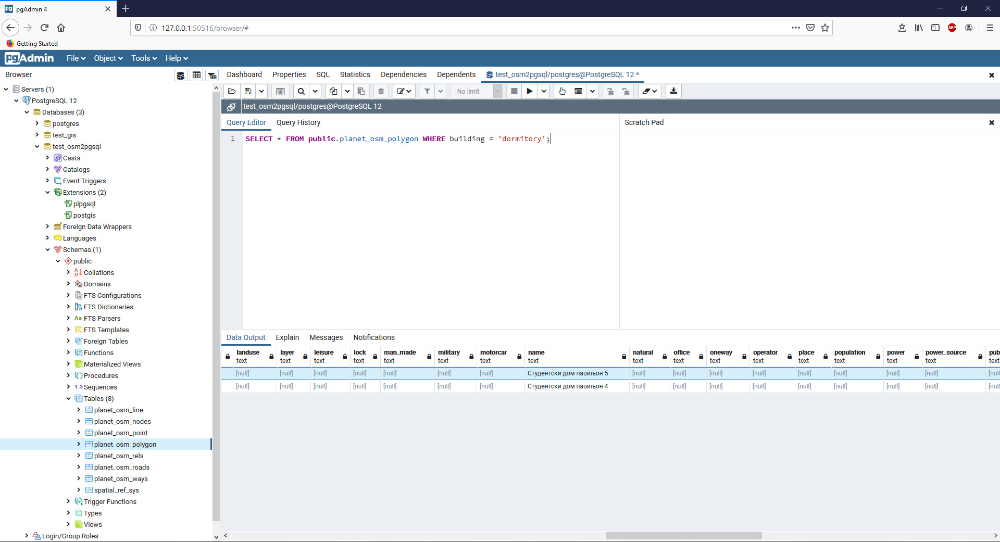 pgAdmin 4
127.0.0.1:50516/browser/#
ABP
Getting Started
pgAdmin File Object Tools Help
Browser
Dashboard Properties SQL Statistics Dependencies Dependents test_osm2pgsql/postgres@PostgreSQL 12 *
No limit
test_osm2pgsql/postgres@PostgreSQL 12
Query Editor Query History
Scratch Pad
1 SELECT * FROM public.planet_osm_polygon WHERE building = 'dormitory';
Servers (1)
PostgreSQL 12
Databases (3)
postgres
test_gis
test_osm2pgsql
Casts
Catalogs
Event Triggers
Extensions (2)
plpgsql
postgis
Foreign Data Wrappers
Languages
Schemas (1)
public
Collations
Domains
FTS Configurations
FTS Dictionaries
Aa FTS Parsers
FTS Templates
Foreign Tables
Functions
Materialized Views
Procedures
1..3 Sequences
Tables (8)
planet_osm_line
planet_osm_nodes
planet_osm_point
planet_osm_polygon
planet_osm_rels
planet_osm_roads
planet_osm_ways
spatial_ref_sys
Trigger Functions
Types
Views
Login/Group Roles
Data Output Explain Messages Notifications
landuse layer leisure lock man_made military motorcar name natural office oneway operator place population power power_source pub
text text text text text text text text text text text text text text text text text
[null] [null] [null] [null] [null] [null] [null] Студентски дом павиљон 5 [null] [null] [null] [null] [null] [null] [null] [null] [null
[null] [null] [null] [null] [null] [null] [null] Студентски дом павиљон 4 [null] [null] [null] [null] [null] [null] [null] [null] [null